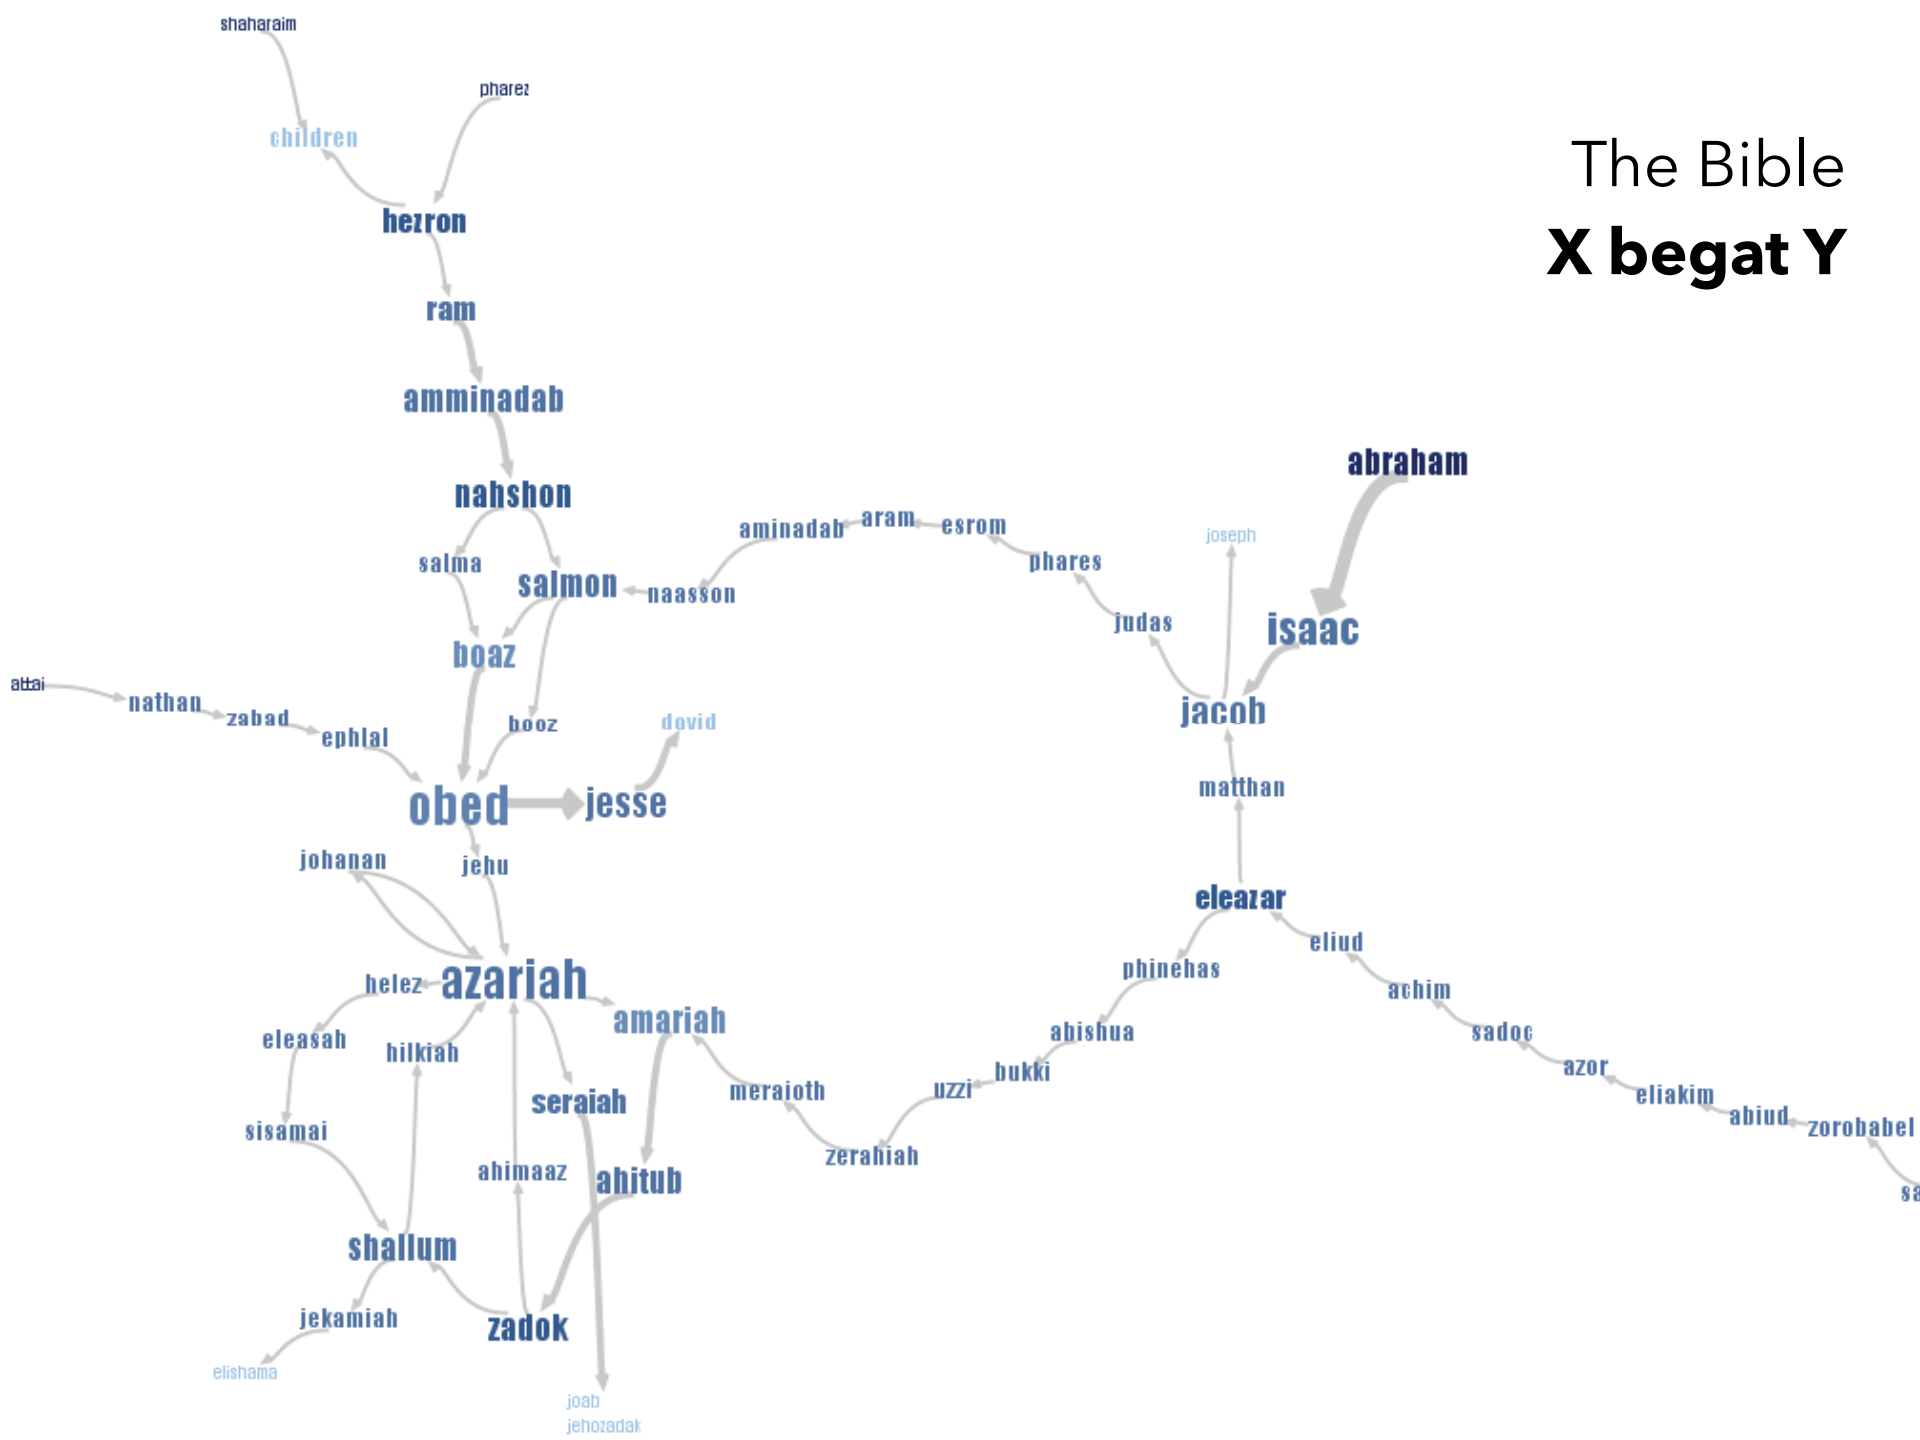 shaharaim
pharez
The Bible
children
X begat Y
hezron
ram
amminadab
abraham
nahshon
aminadab
aram
esrom
joseph
phares
salma
salmon
naasson
judas
isaac
boaz
attai
nathan
zabad
ephlal
booz
david
jacob
matthan
obed
jesse
johanan
jehu
eleazar
eliud
phinehas
helez
azariah
achim
amariah
abishua
sadoc
eleasah
hilkiah
azor
bukki
uzzi
meraioth
eliakim
seraiah
abiud
zorobabel
sisamai
zerahiah
ahimaaz
ahitub
sa
shallum
jekamiah
zadok
elishama
joab
jehozadak